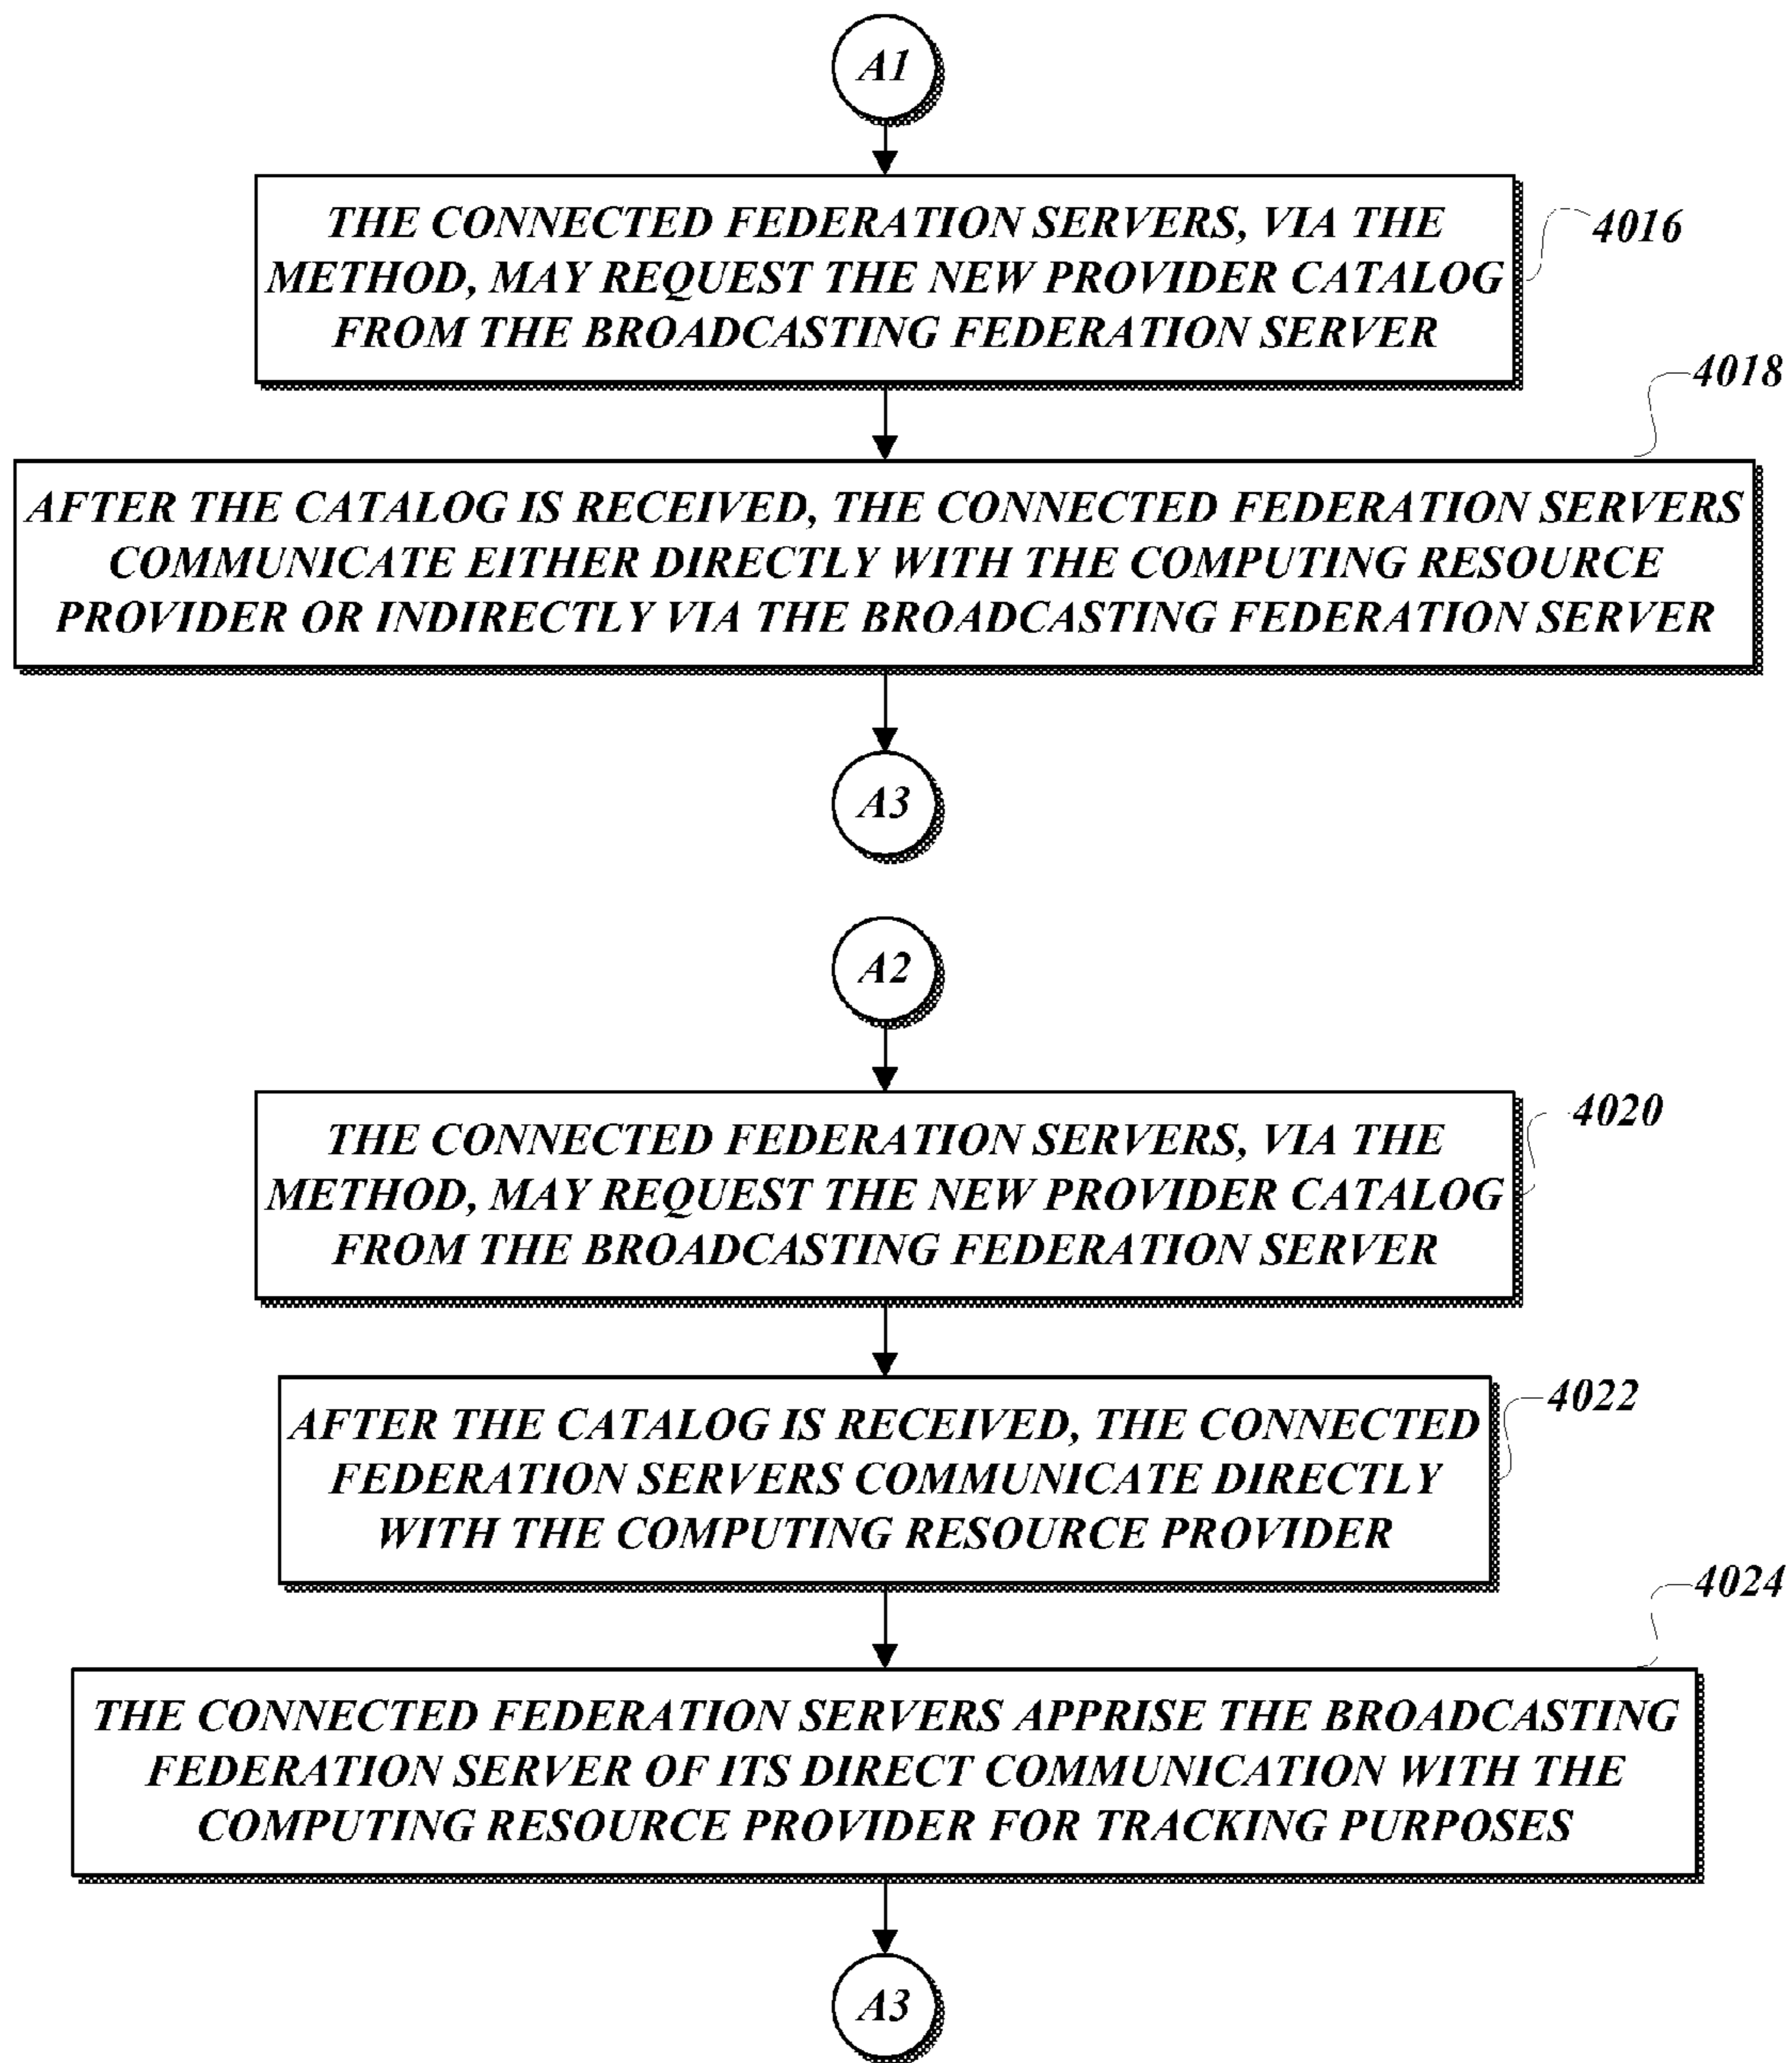 A1
THE CONNECTED FEDERATION SERVERS, VIA THE
METHOD, MAY REQUEST THE NEW PROVIDER CATALOG
FROM THE BROADCASTING FEDERATION SERVER
4016
4018
AFTER THE CATALOG IS RECEIVED, THE CONNECTED FEDERATION SERVERS
COMMUNICATE EITHER DIRECTLY WITH THE COMPUTING RESOURCE
PROVIDER OR INDIRECTLY VIA THE BROADCASTING FEDERATION SERVER
A3
A2
THE CONNECTED FEDERATION SERVERS, VIA THE
METHOD, MAY REQUEST THE NEW PROVIDER CATALOG
FROM THE BROADCASTING FEDERATION SERVER
4020
AFTER THE CATALOG IS RECEIVED, THE CONNECTED
FEDERATION SERVERS COMMUNICATE DIRECTLY
WITH THE COMPUTING RESOURCE PROVIDER
4022
4024
THE CONNECTED FEDERATION SERVERS APPRISE THE BROADCASTING
FEDERATION SERVER OF ITS DIRECT COMMUNICATION WITH THE
COMPUTING RESOURCE PROVIDER FOR TRACKING PURPOSES
A3